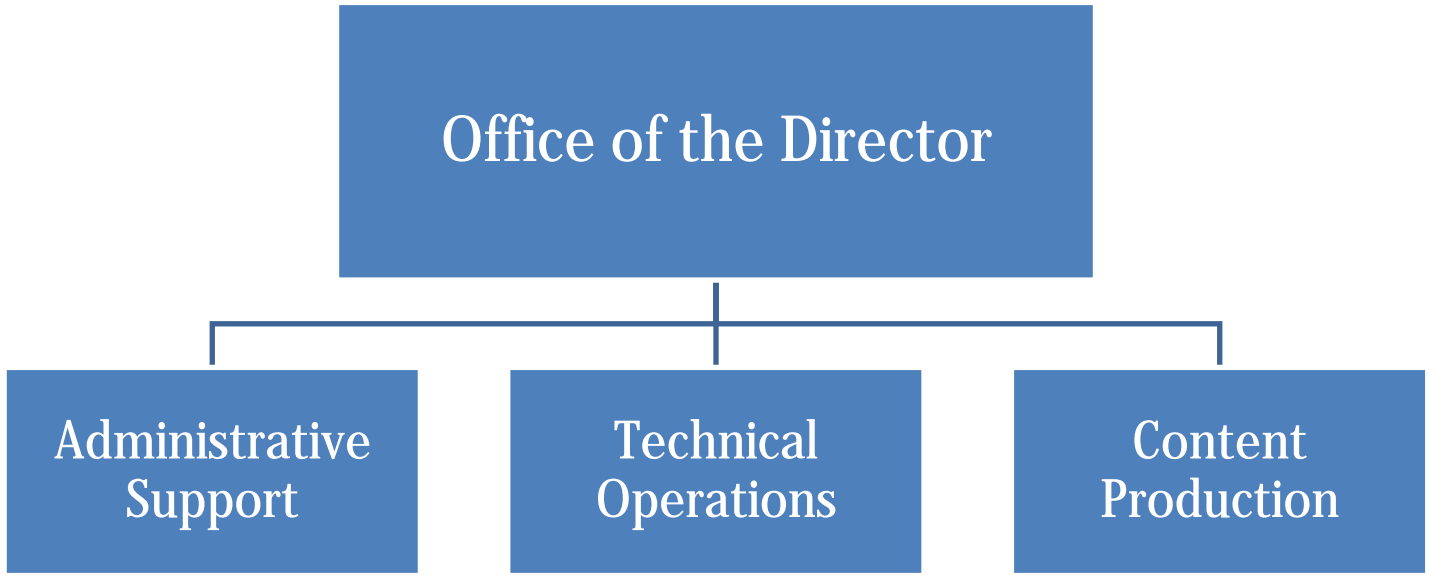 Office of the Director
Administrative
Support
Technical
Operations
Content
Production